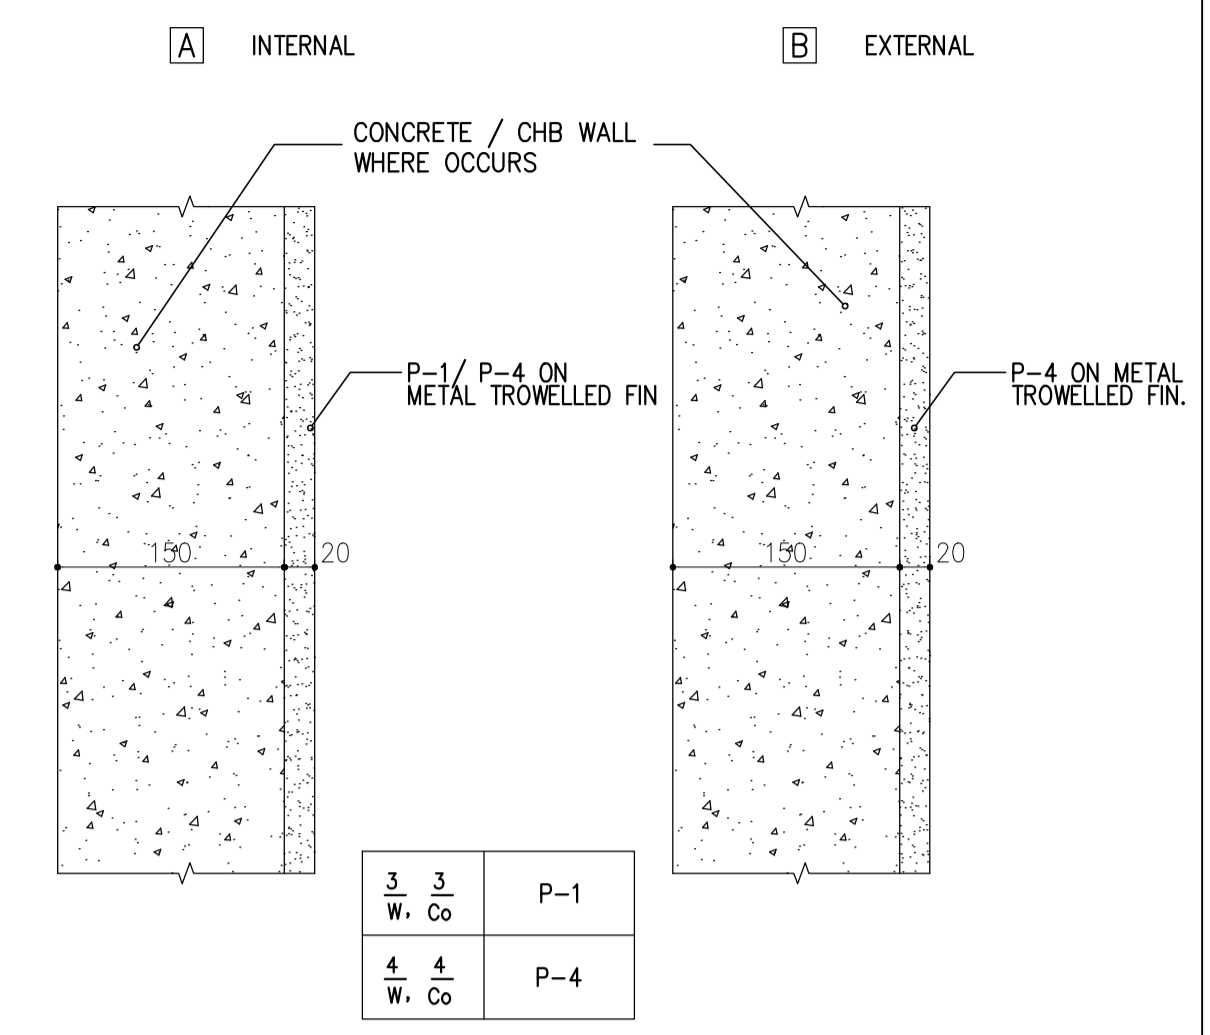 A INTERNAL
B EXTERNAL
CONCRETE / CHB WALL
WHERE OCCURS
P-1/ P-4 ON
METAL TROWELLED FIN
P-4 ON METAL
TROWELLED FIN.
150 20
150 20
3/W, 3/Co P-1
4/W, 4/Co P-4